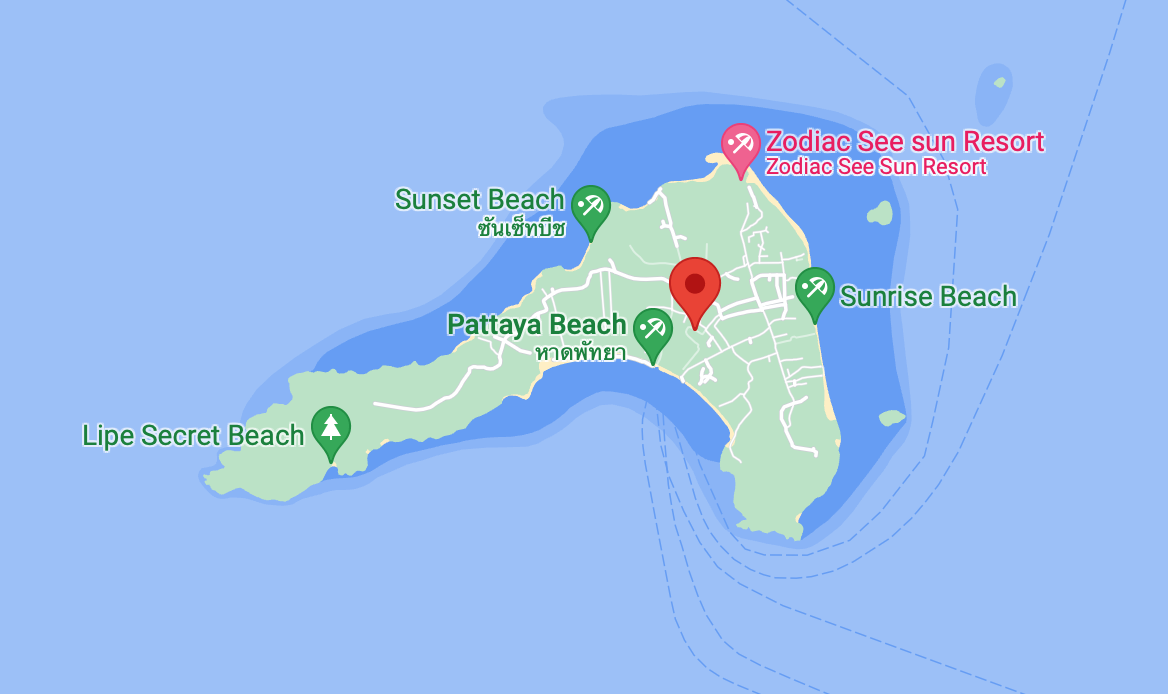 Zodiac See sun Resort
Zodiac See Sun Resort
Sunset Beach
ซันเซ็ทบีช
Sunrise Beach
Pattaya Beach
หาดพัทยา
Lipe Secret Beach